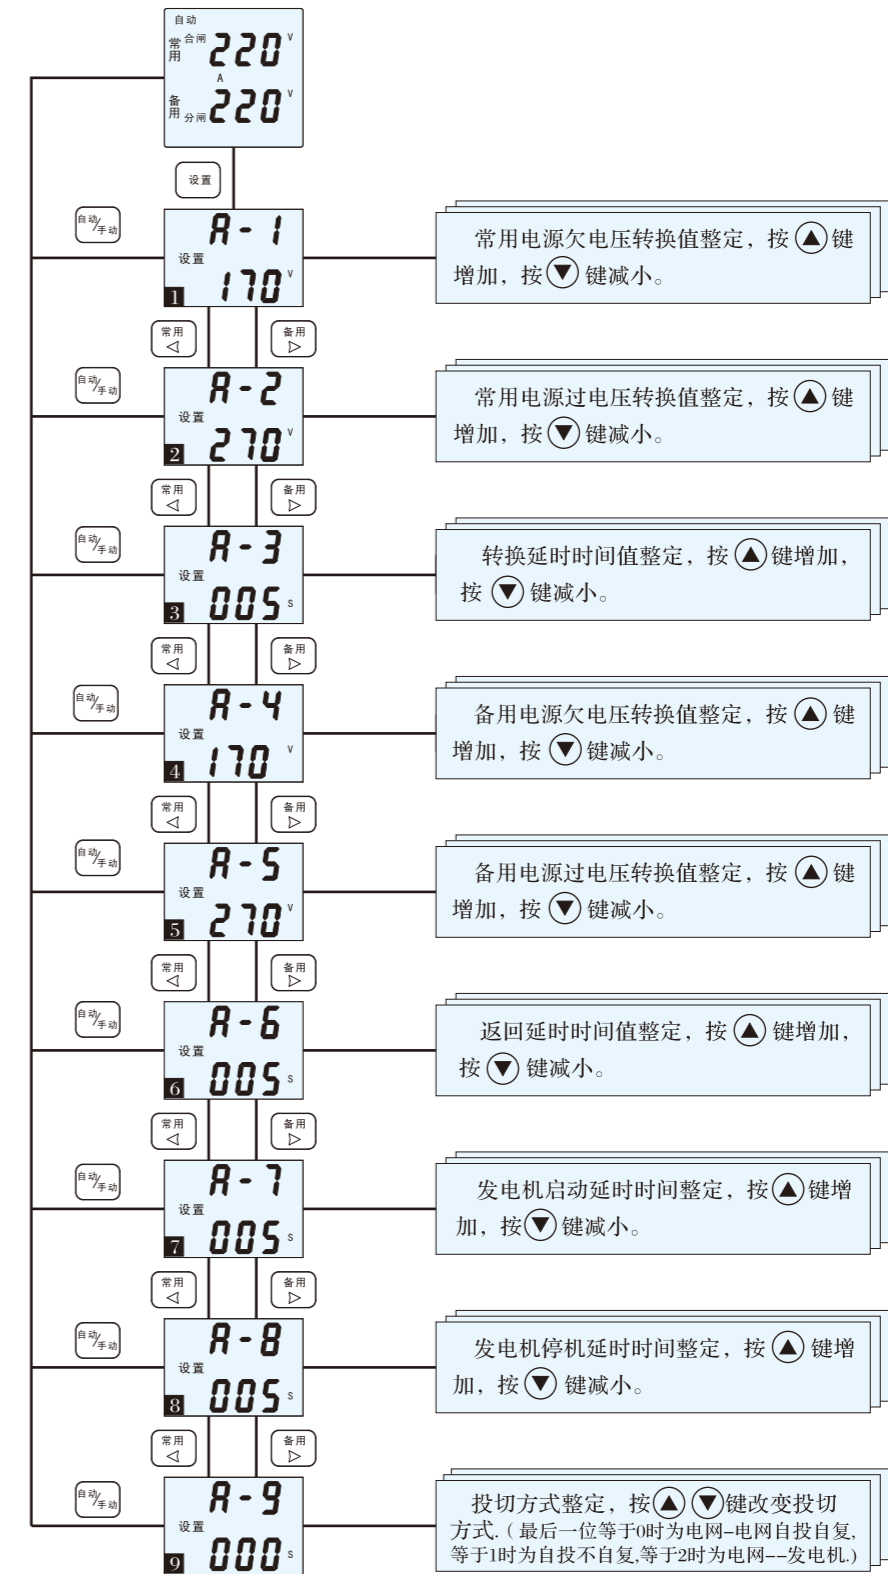 自动
常用 合闸 220 V
A
备用 分闸 220 V
设置
自动/手动
A-1
设置
1 170 V
常用电源欠电压转换值整定，按▲键
增加，按▼键减小。
常用 ◁
备用 ▷
自动/手动
A-2
设置
2 270 V
常用电源过电压转换值整定，按▲键
增加，按▼键减小。
常用 ◁
备用 ▷
自动/手动
A-3
设置
3 005 S
转换延时时间值整定，按▲键增加，
按▼键减小。
常用 ◁
备用 ▷
自动/手动
A-4
设置
4 170 V
备用电源欠电压转换值整定，按▲键
增加，按▼键减小。
常用 ◁
备用 ▷
自动/手动
A-5
设置
5 270 V
备用电源过电压转换值整定，按▲键
增加，按▼键减小。
常用 ◁
备用 ▷
自动/手动
A-6
设置
6 005 S
返回延时时间值整定，按▲键增加，
按▼键减小。
常用 ◁
备用 ▷
自动/手动
A-7
设置
7 005 S
发电机启动延时时间整定，按▲键增
加，按▼键减小。
常用 ◁
备用 ▷
自动/手动
A-8
设置
8 005 S
发电机停机延时时间整定，按▲键增
加，按▼键减小。
常用 ◁
备用 ▷
自动/手动
A-9
设置
9 000 S
投切方式整定，按▲▼键改变投切
方式.（最后一位等于0时为电网-电网自投自复,
等于1时为自投不自复,等于2时为电网--发电机.）